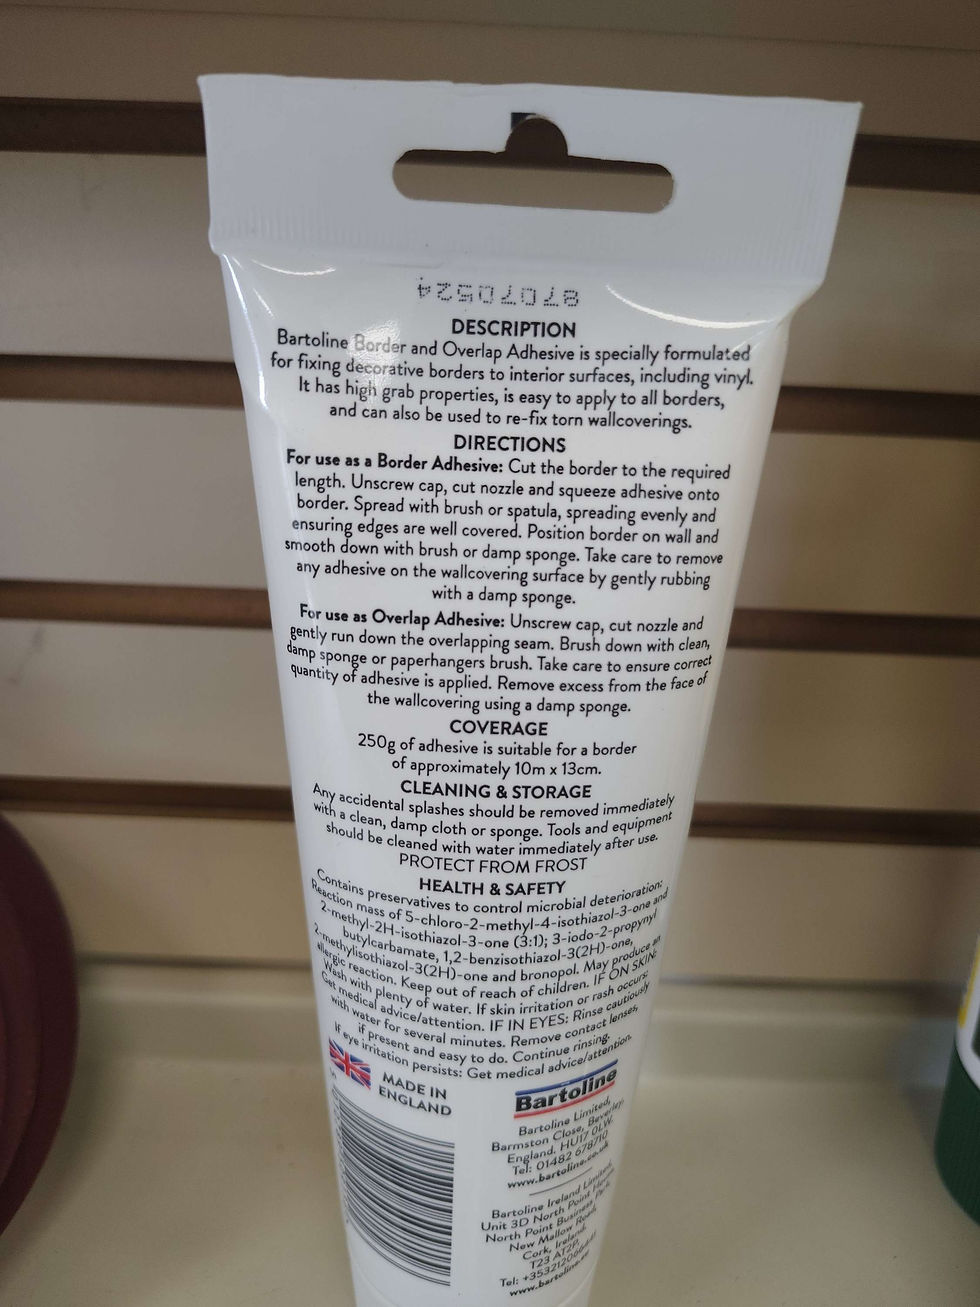 87070524
DESCRIPTION
Bartoline Border and Overlap Adhesive is specially formulated
for fixing decorative borders to interior surfaces, including vinyl.
It has high grab properties, is easy to apply to all borders,
and can also be used to re-fix torn wallcoverings.
DIRECTIONS
For use as a Border Adhesive: Cut the border to the required
length. Unscrew cap, cut nozzle and squeeze adhesive onto
border. Spread with brush or spatula, spreading evenly and
ensuring edges are well covered. Position border on wall and
smooth down with brush or damp sponge. Take care to remove
any adhesive on the wallcovering surface by gently rubbing
with a damp sponge.
For use as Overlap Adhesive: Unscrew cap, cut nozzle and
gently run down the overlapping seam. Brush down with clean,
damp sponge or paperhangers brush. Take care to ensure correct
quantity of adhesive is applied. Remove excess from the face of
the wallcovering using a damp sponge.
COVERAGE
250g of adhesive is suitable for a border
of approximately 10m x 13cm.
CLEANING & STORAGE
Any accidental splashes should be removed immediately
with a clean, damp cloth or sponge. Tools and equipment
should be cleaned with water immediately after use.
PROTECT FROM FROST
HEALTH & SAFETY
Contains preservatives to control microbial deterioration:
Reaction mass of 5-chloro-2-methyl-4-isothiazol-3-one and
2-methyl-2H-isothiazol-3-one (3:1); 3-iodo-2-propynyl
butylcarbamate, 1,2-benzisothiazol-3(2H)-one,
2-methylisothiazol-3(2H)-one and bronopol. May produce an
allergic reaction. Keep out of reach of children. IF ON SKIN:
Wash with plenty of water. If skin irritation or rash occurs:
Get medical advice/attention. IF IN EYES: Rinse cautiously
with water for several minutes. Remove contact lenses,
if present and easy to do. Continue rinsing.
If eye irritation persists: Get medical advice/attention.
MADE IN
ENGLAND
Bartoline
Bartoline Limited,
Barmston Close, Beverley,
England. HU17 0LW.
Tel: 01482 678710
www.bartoline.co.uk
Bartoline Ireland Limited,
Unit 3D North Point House,
North Point Business Park,
New Mallow Road,
Cork, Ireland.
T23 AT2P.
Tel:
www.bartoline.eu